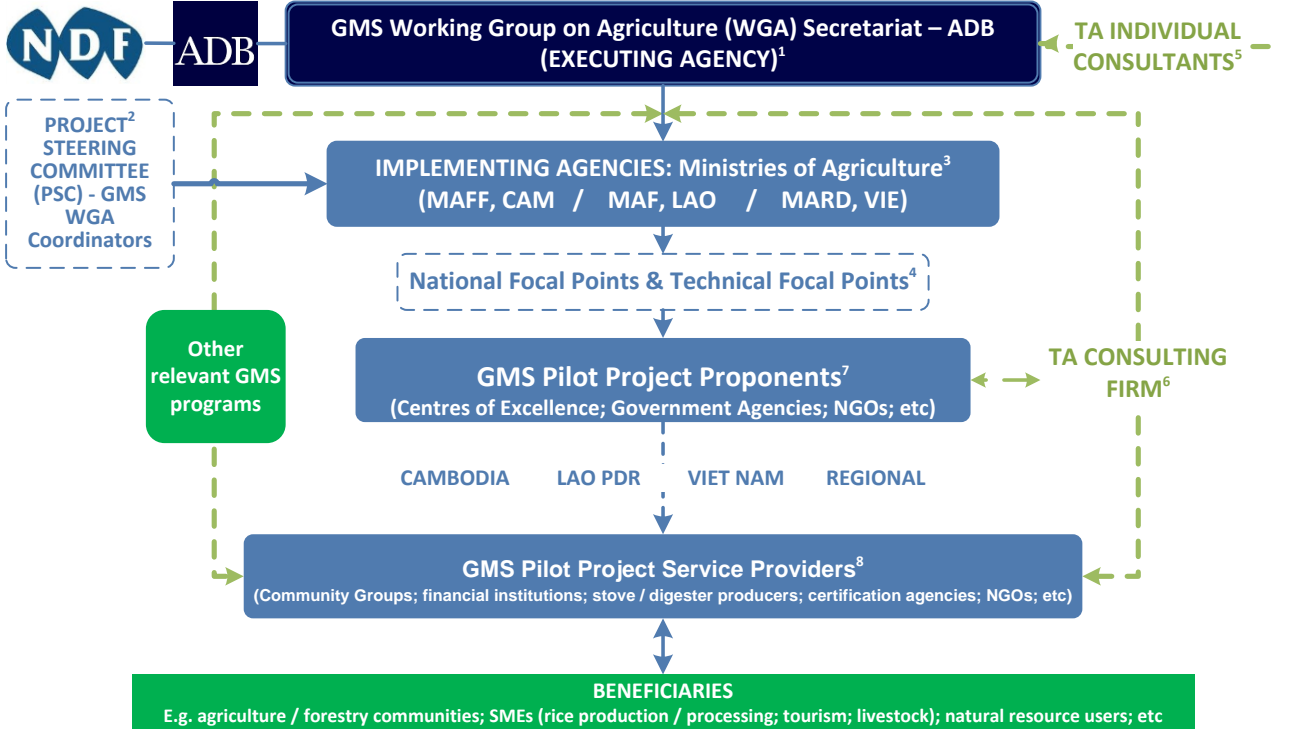 NDF
ADB
GMS Working Group on Agriculture (WGA) Secretariat – ADB
(EXECUTING AGENCY)1
TA INDIVIDUAL
CONSULTANTS5
PROJECT2
STEERING
COMMITTEE
(PSC) - GMS
WGA
Coordinators
IMPLEMENTING AGENCIES: Ministries of Agriculture3
(MAFF, CAM / MAF, LAO / MARD, VIE)
National Focal Points & Technical Focal Points4
Other
relevant GMS
programs
GMS Pilot Project Proponents7
(Centres of Excellence; Government Agencies; NGOs; etc)
TA CONSULTING
FIRM6
CAMBODIA LAO PDR VIET NAM REGIONAL
GMS Pilot Project Service Providers8
(Community Groups; financial institutions; stove / digester producers; certification agencies; NGOs; etc)
BENEFICIARIES
E.g. agriculture / forestry communities; SMEs (rice production / processing; tourism; livestock); natural resource users; etc